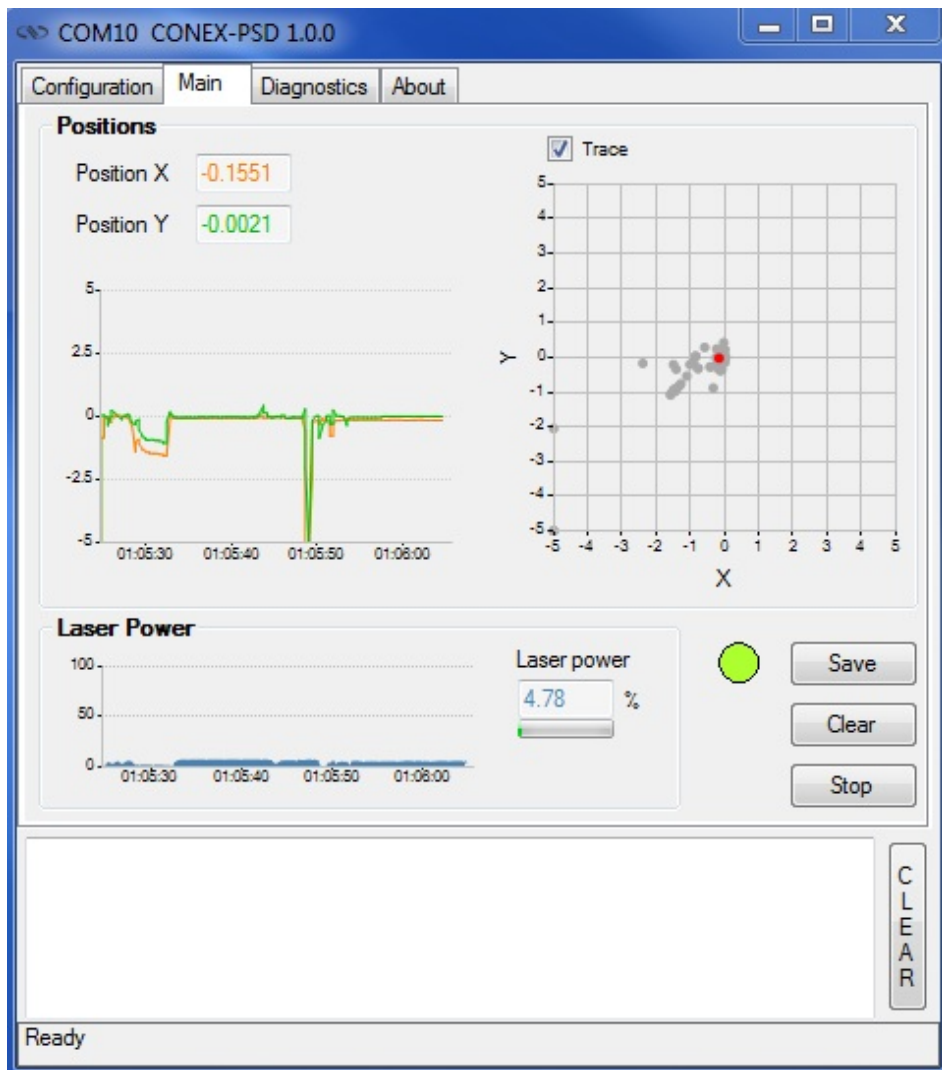 COM10 CONEX-PSD 1.0.0
Configuration Main Diagnostics About
Positions
Position X -0.1551
Position Y -0.0021
5
2.5
0
-2.5
-5
01:05:30 01:05:40 01:05:50 01:06:00
Trace
5
4
3
2
1
0
-1
-2
-3
-4
-5
Y
-5 -4 -3 -2 -1 0 1 2 3 4 5
X
Laser Power
100
50
0
01:05:30 01:05:40 01:05:50 01:06:00
Laser power
4.78 %
Save
Clear
Stop
CLEAR
Ready